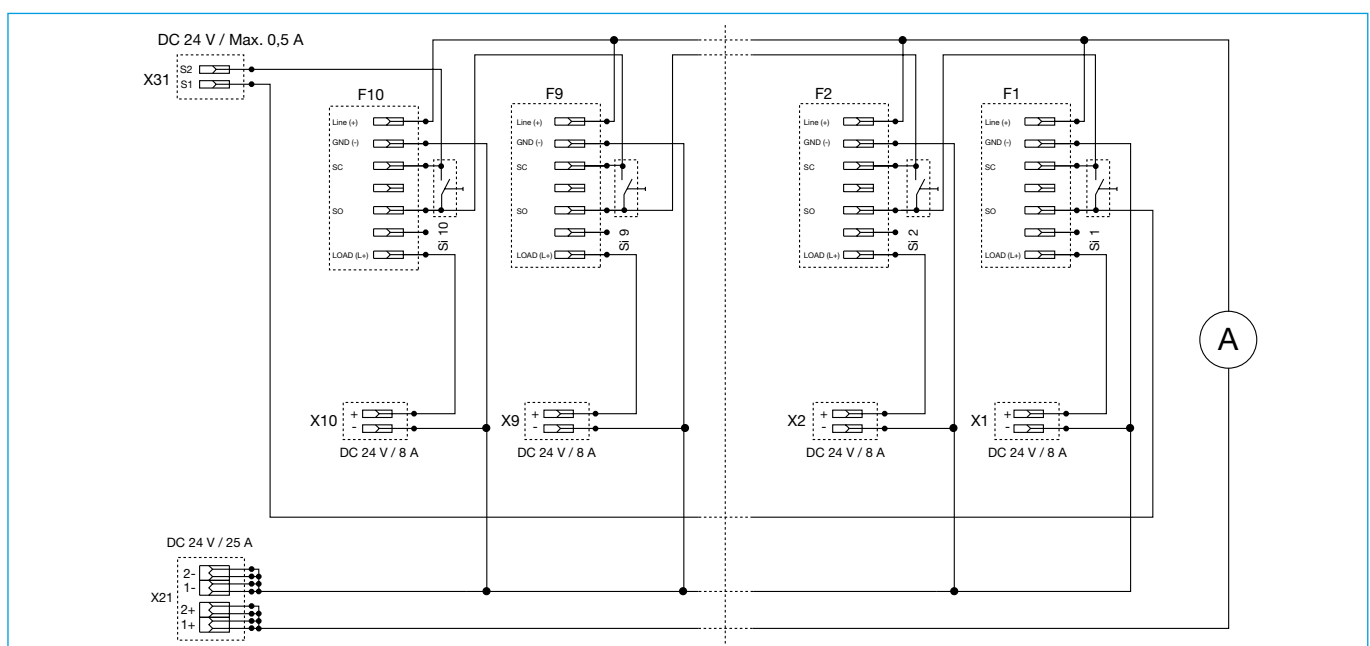 DC 24 V / Max. 0,5 A
X31
S2
S1
F10
Line (+)
GND (-)
SC
SO
LOAD (L+)
Si 10
F9
Line (+)
GND (-)
SC
SO
LOAD (L+)
Si 9
F2
Line (+)
GND (-)
SC
SO
LOAD (L+)
Si 2
F1
Line (+)
GND (-)
SC
SO
LOAD (L+)
Si 1
A
X10
+
-
DC 24 V / 8 A
X9
+
-
DC 24 V / 8 A
X2
+
-
DC 24 V / 8 A
X1
+
-
DC 24 V / 8 A
DC 24 V / 25 A
X21
2-
1-
2+
1+